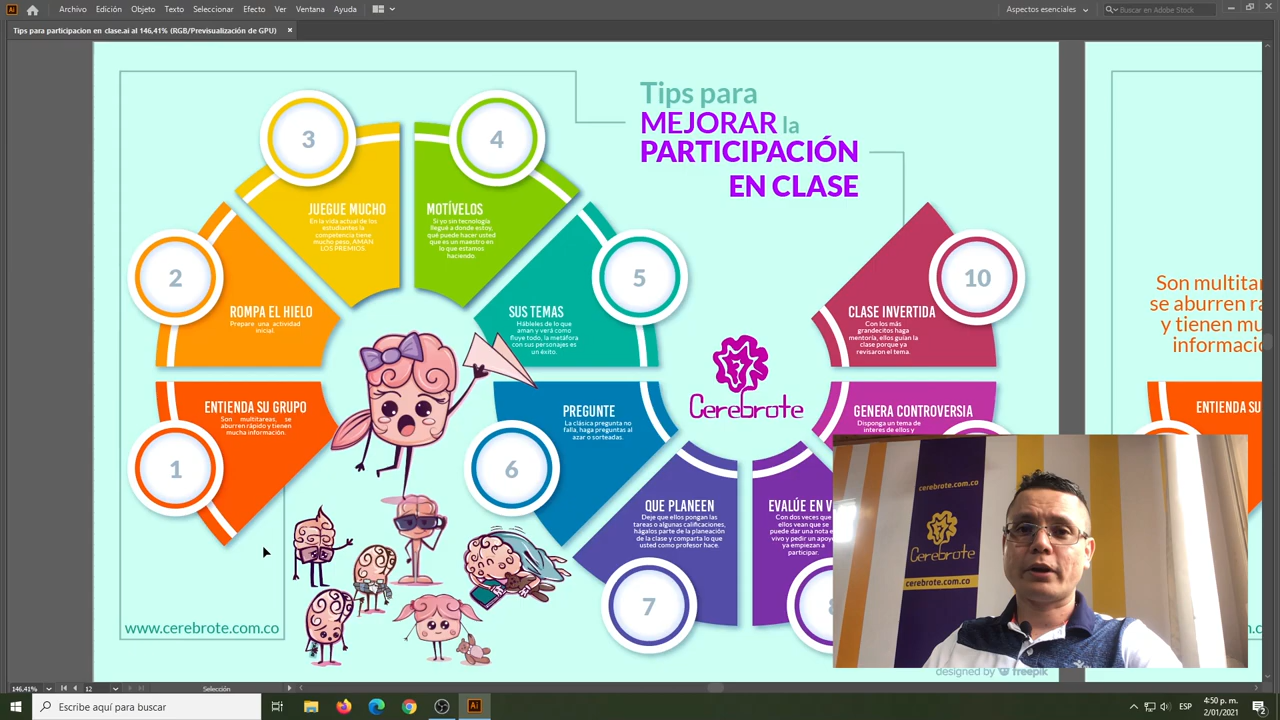 Ai
Archivo Edición Objeto Texto Seleccionar Efecto Ver Ventana Ayuda
Aspectos esenciales
Buscar en Adobe Stock
Tips para participacion en clase.ai al 146,41% (RGB/Previsualización de GPU) ×
Tips para
MEJORAR la
PARTICIPACIÓN
EN CLASE
3
JUEGUE MUCHO
En la vida actual de los
estudiantes la
competencia tiene
mucho peso, AMAN
LOS PREMIOS.
4
MOTÍVELOS
Si yo sin tecnología
llegué a donde estoy,
qué puede hacer usted
que es un maestro en
lo que estamos
haciendo.
2
ROMPA EL HIELO
Prepare una actividad
inicial.
5
SUS TEMAS
Hábleles de lo que
aman y verá como
fluye todo, la metáfora
con sus personajes es
un éxito.
10
CLASE INVERTIDA
Con los más
grandecitos haga
mentoría, ellos guían la
clase porque ya
revisaron el tema.
Son multitar
se aburren rá
y tienen mu
informació
1
ENTIENDA SU GRUPO
Son multitareas, se
aburren rápido y tienen
mucha información.
6
PREGUNTE
La clásica pregunta no
falla, haga preguntas al
azar o sorteadas.
Cerebrote
GENERA CONTROVERSIA
Disponga un tema de
interes de ellos y
ENTIENDA SU
7
QUE PLANEEN
Deje que ellos pongan las
tareas o algunas calificaciones,
hágalos parte de la planeación
de la clase y comparta lo que
usted como profesor hace.
8
EVALÚE EN V
Con dos veces que
ellos vean que se
puede dar una nota e
vivo y pedir un apoy
ya empiezan a
participar.
cerebrote.com.co
Cerebrote
cerebrote.com.co
www.cerebrote.com.co
designed by freepik
146,41% 12 Selección
Escribe aquí para buscar
Ai
ESP
4:50 p. m.
2/01/2021
2